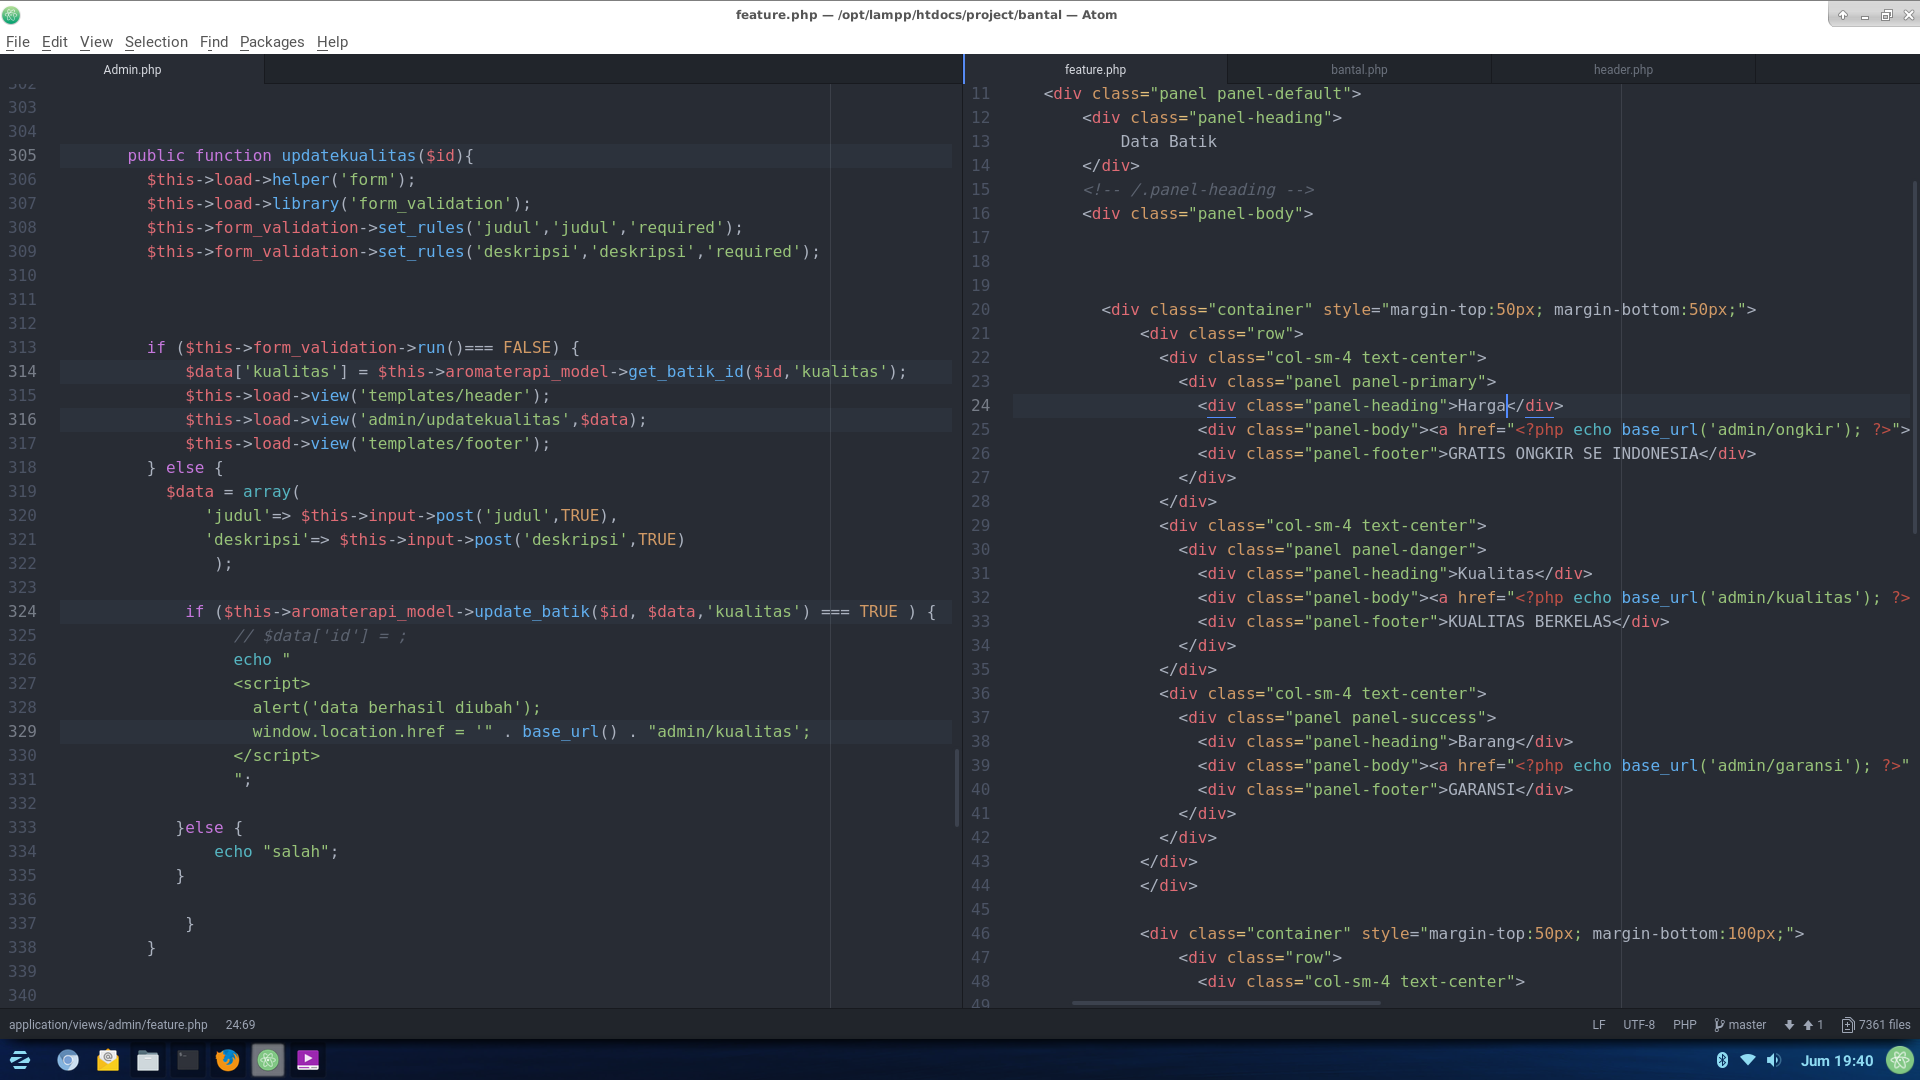 feature.php — /opt/lampp/htdocs/project/bantal — Atom
File Edit View Selection Find Packages Help
Admin.php
303
304
305 public function updatekualitas($id){
306 $this->load->helper('form');
307 $this->load->library('form_validation');
308 $this->form_validation->set_rules('judul','judul','required');
309 $this->form_validation->set_rules('deskripsi','deskripsi','required');
310
311
312
313 if ($this->form_validation->run()=== FALSE) {
314 $data['kualitas'] = $this->aromaterapi_model->get_batik_id($id,'kualitas');
315 $this->load->view('templates/header');
316 $this->load->view('admin/updatekualitas',$data);
317 $this->load->view('templates/footer');
318 } else {
319 $data = array(
320 'judul'=> $this->input->post('judul',TRUE),
321 'deskripsi'=> $this->input->post('deskripsi',TRUE)
322 );
323
324 if ($this->aromaterapi_model->update_batik($id, $data,'kualitas') === TRUE ) {
325 // $data['id'] = ;
326 echo "
327 <script>
328 alert('data berhasil diubah');
329 window.location.href = '" . base_url() . "admin/kualitas';
330 </script>
331 ";
332
333 }else {
334 echo "salah";
335 }
336
337 }
338 }
339
340
feature.php bantal.php header.php
11 <div class="panel panel-default">
12 <div class="panel-heading">
13 Data Batik
14 </div>
15 <!-- /.panel-heading -->
16 <div class="panel-body">
17
18
19
20 <div class="container" style="margin-top:50px; margin-bottom:50px;">
21 <div class="row">
22 <div class="col-sm-4 text-center">
23 <div class="panel panel-primary">
24 <div class="panel-heading">Harga</div>
25 <div class="panel-body"><a href="<?php echo base_url('admin/ongkir'); ?>">
26 <div class="panel-footer">GRATIS ONGKIR SE INDONESIA</div>
27 </div>
28 </div>
29 <div class="col-sm-4 text-center">
30 <div class="panel panel-danger">
31 <div class="panel-heading">Kualitas</div>
32 <div class="panel-body"><a href="<?php echo base_url('admin/kualitas'); ?>
33 <div class="panel-footer">KUALITAS BERKELAS</div>
34 </div>
35 </div>
36 <div class="col-sm-4 text-center">
37 <div class="panel panel-success">
38 <div class="panel-heading">Barang</div>
39 <div class="panel-body"><a href="<?php echo base_url('admin/garansi'); ?>"
40 <div class="panel-footer">GARANSI</div>
41 </div>
42 </div>
43 </div>
44 </div>
45
46 <div class="container" style="margin-top:50px; margin-bottom:100px;">
47 <div class="row">
48 <div class="col-sm-4 text-center">
49
application/views/admin/feature.php 24:69 LF UTF-8 PHP master 1 7361 files
Jum 19:40